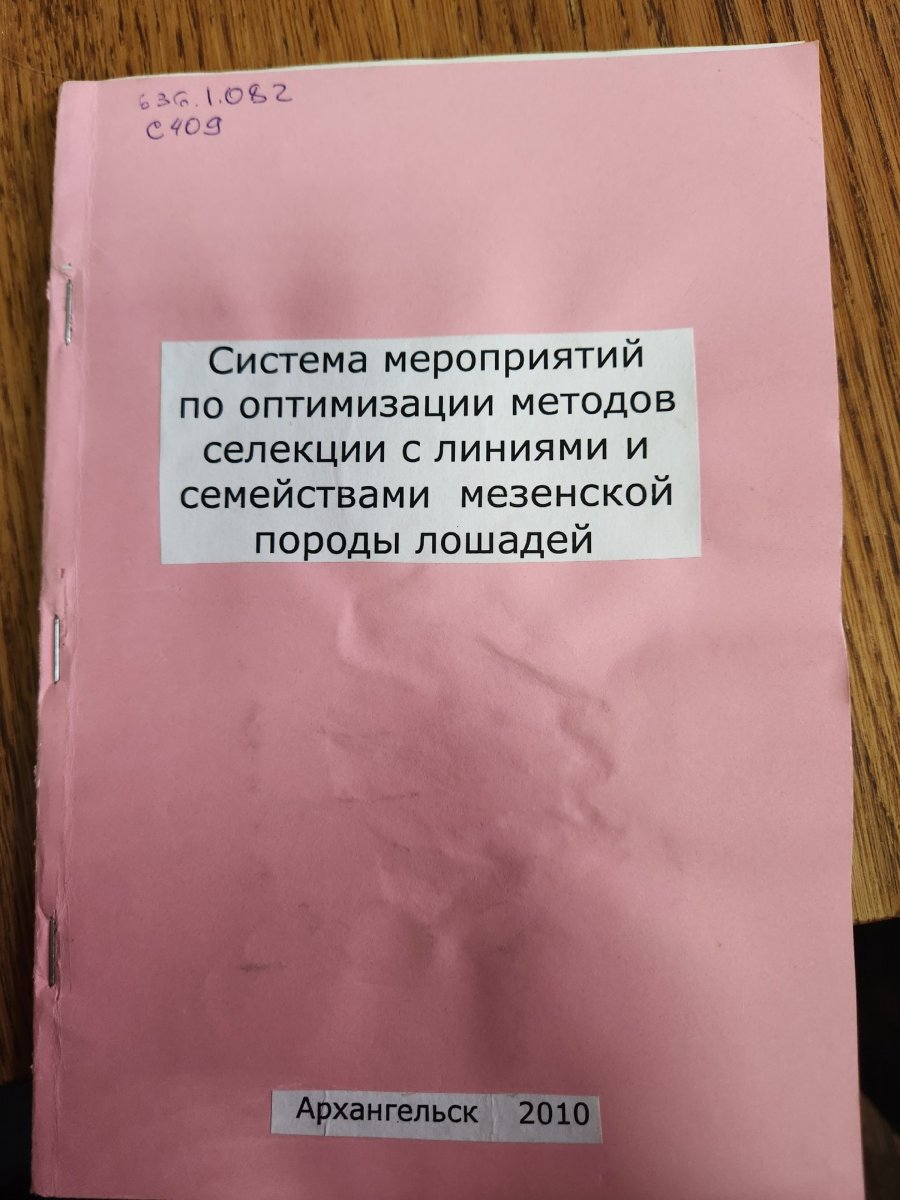 636.1.082
С409
Система мероприятий
по оптимизации методов
селекции с линиями и
семействами мезенской
породы лошадей
Архангельск 2010